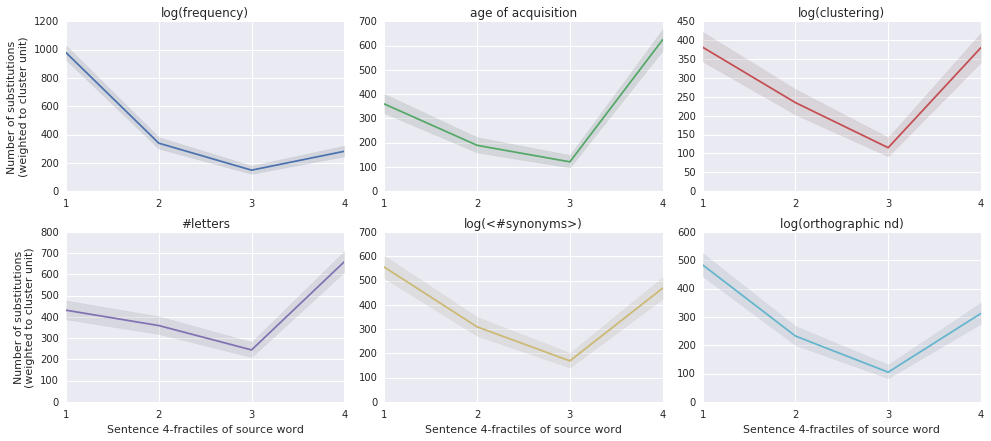 log(frequency)
age of acquisition
log(clustering)
Number of substitutions
(weighted to cluster unit)
1200
1000
800
600
400
200
0
1 2 3 4
700
600
500
400
300
200
100
0
1 2 3 4
450
400
350
300
250
200
150
100
50
0
1 2 3 4
#letters
log(<#synonyms>)
log(orthographic nd)
Number of substitutions
(weighted to cluster unit)
800
700
600
500
400
300
200
100
0
1 2 3 4
Sentence 4-fractiles of source word
700
600
500
400
300
200
100
0
1 2 3 4
Sentence 4-fractiles of source word
600
500
400
300
200
100
0
1 2 3 4
Sentence 4-fractiles of source word